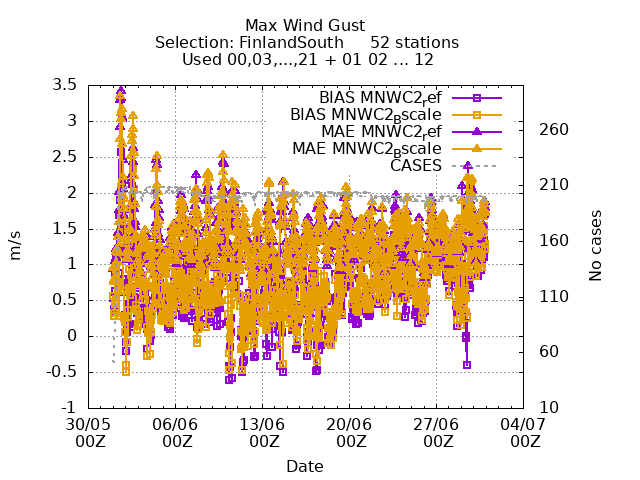 Max Wind Gust
Selection: FinlandSouth     52 stations
Used 00,03,...,21 + 01 02 ... 12
BIAS MNWC2_ref
BIAS MNWC2_Bscale
MAE MNWC2_ref
MAE MNWC2_Bscale
CASES
3.5
3
2.5
2
1.5
1
0.5
0
-0.5
-1
m/s
260
210
160
110
60
10
No cases
30/05 06/06 13/06 20/06 27/06 04/07
00Z 00Z 00Z 00Z 00Z 00Z
Date